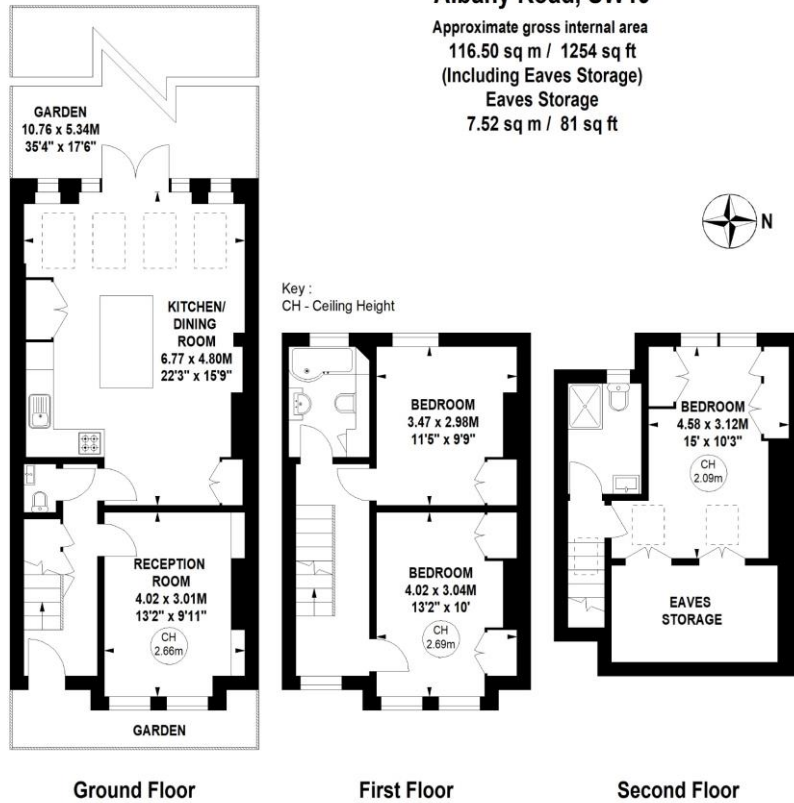 Approximate gross internal area
116.50 sq m / 1254 sq ft
(Including Eaves Storage)
Eaves Storage
7.52 sq m / 81 sq ft
N
Key :
CH - Ceiling Height
GARDEN
10.76 x 5.34M
35'4" x 17'6"
KITCHEN/
DINING
ROOM
6.77 x 4.80M
22'3" x 15'9"
RECEPTION
ROOM
4.02 x 3.01M
13'2" x 9'11"
CH
2.66m
GARDEN
BEDROOM
3.47 x 2.98M
11'5" x 9'9"
BEDROOM
4.02 x 3.04M
13'2" x 10'
CH
2.69m
BEDROOM
4.58 x 3.12M
15' x 10'3"
CH
2.09m
EAVES
STORAGE
Ground Floor
First Floor
Second Floor